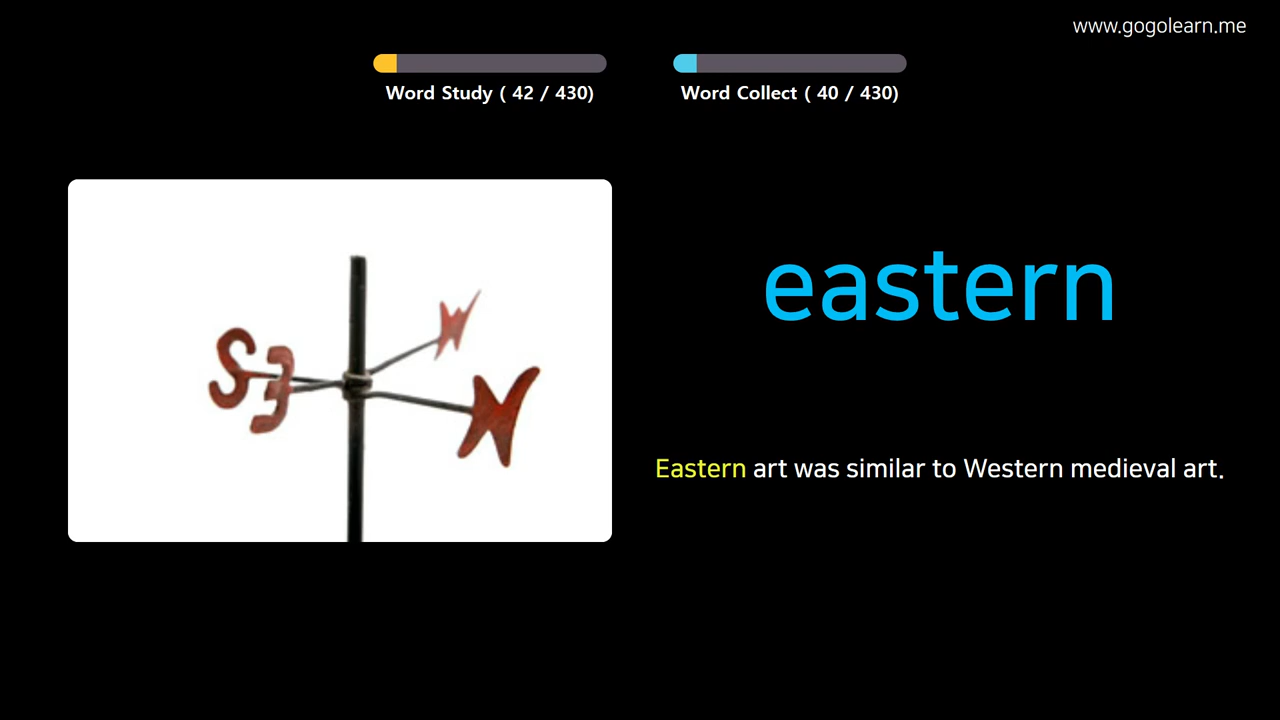 www.gogolearn.me
Word Study ( 42 / 430)
Word Collect ( 40 / 430)
eastern
S E N
Eastern art was similar to Western medieval art.